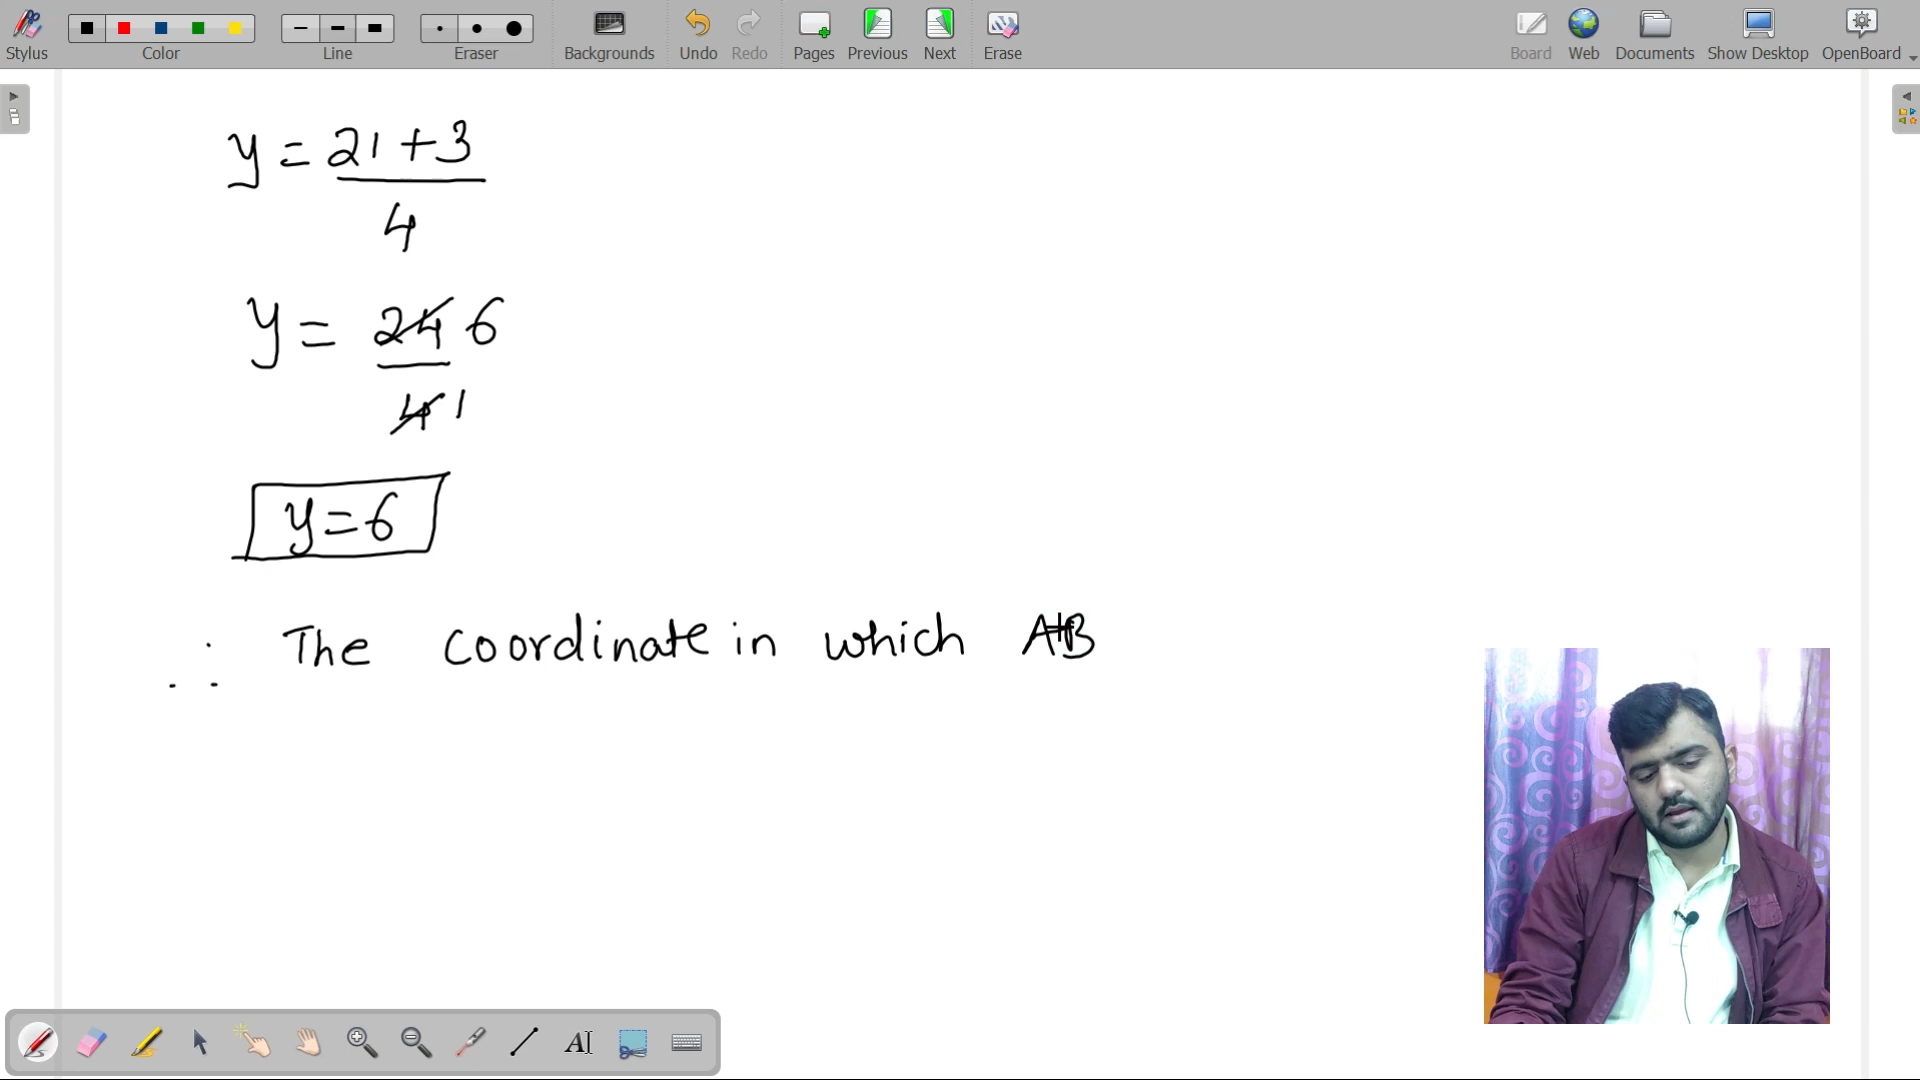 Stylus Color Line Eraser Backgrounds Undo Redo Pages Previous Next Erase Board Web Documents Show Desktop OpenBoard
y = 21 + 3
4
y = 24 6
4 1
y = 6
∴ The coordinate in which AB
AI